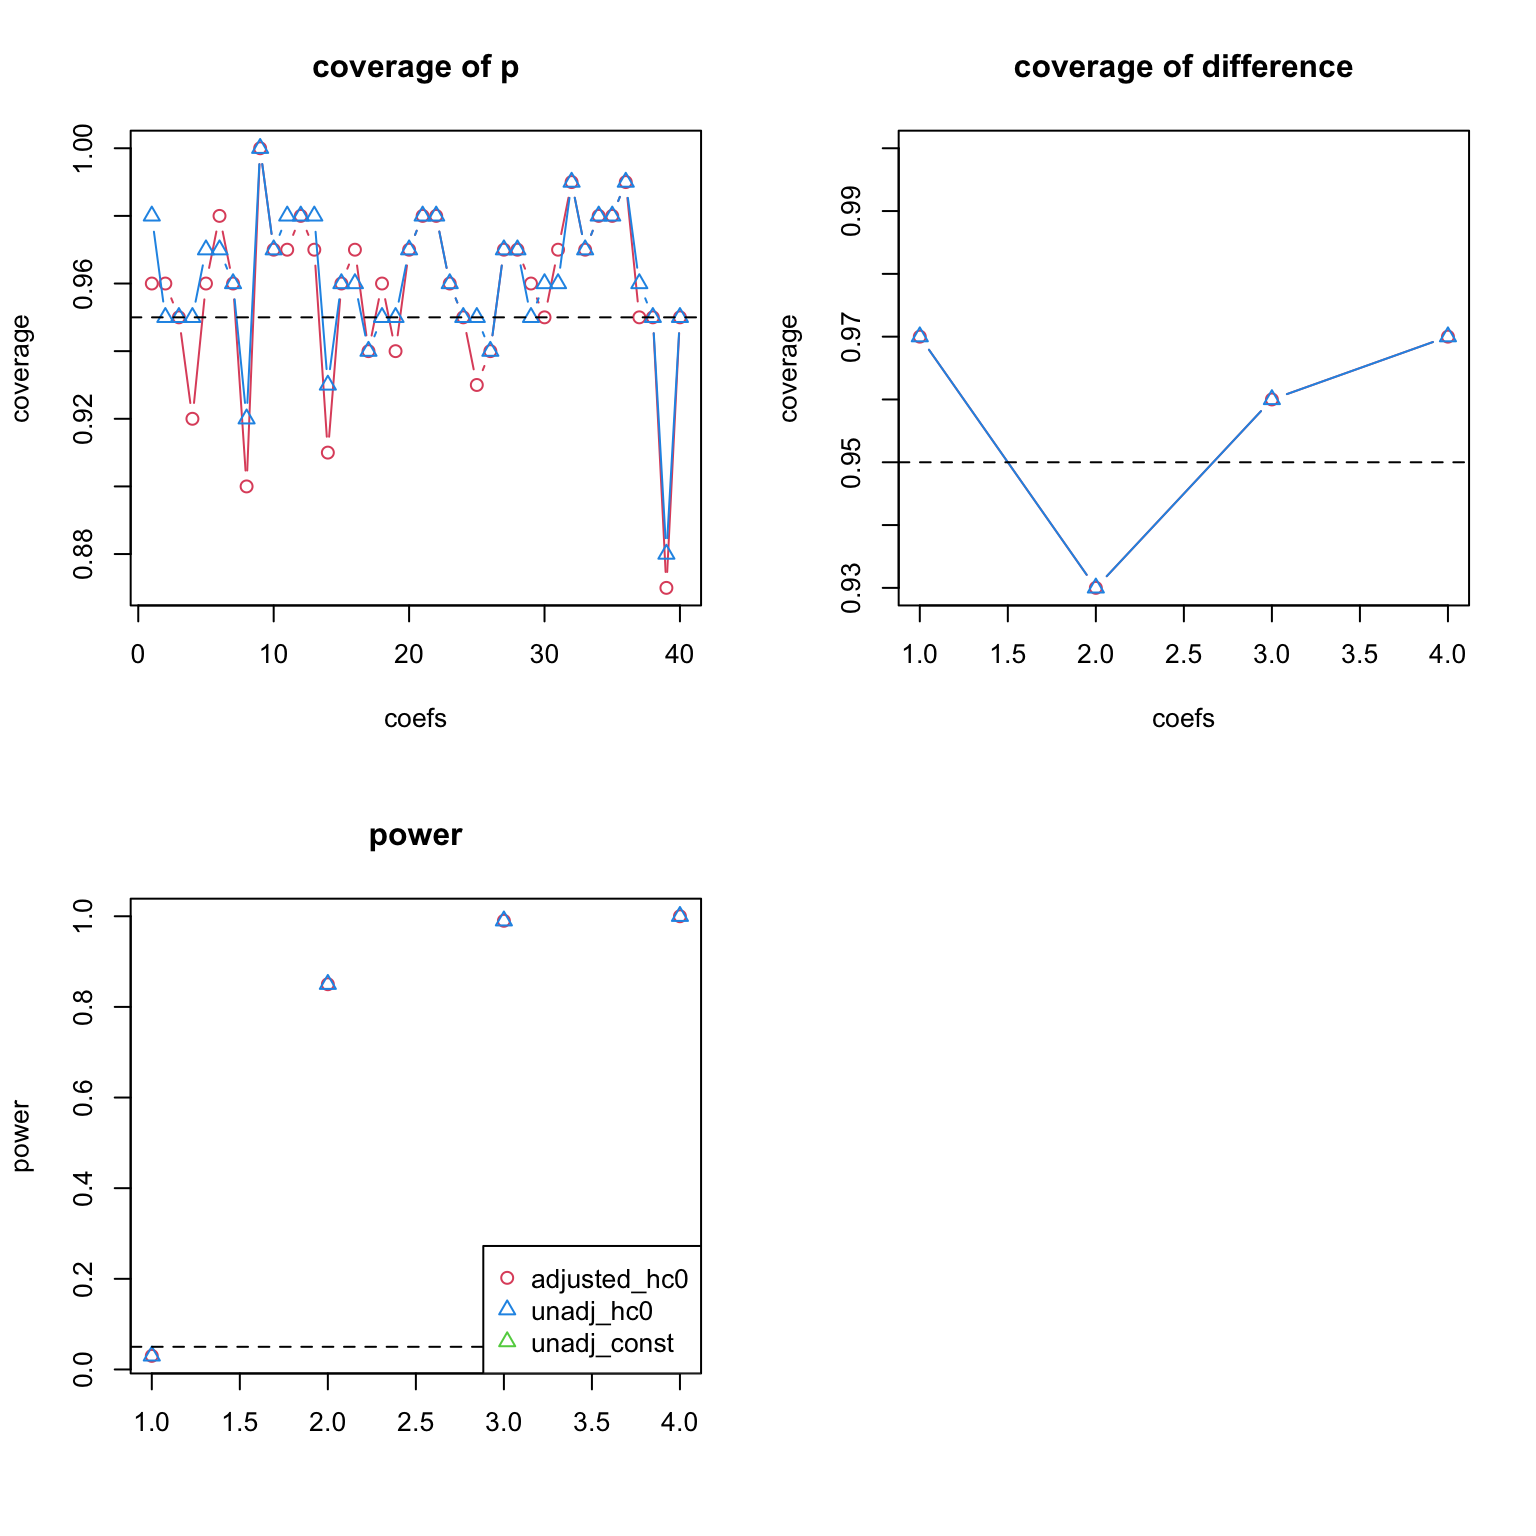 coverage of p
coverage
1.00
0.96
0.92
0.88
0 10 20 30 40
coefs
coverage of difference
coverage
0.99
0.97
0.95
0.93
1.0 1.5 2.0 2.5 3.0 3.5 4.0
coefs
power
power
1.0
0.8
0.6
0.4
0.2
0.0
adjusted_hc0
unadj_hc0
unadj_const
1.0 1.5 2.0 2.5 3.0 3.5 4.0